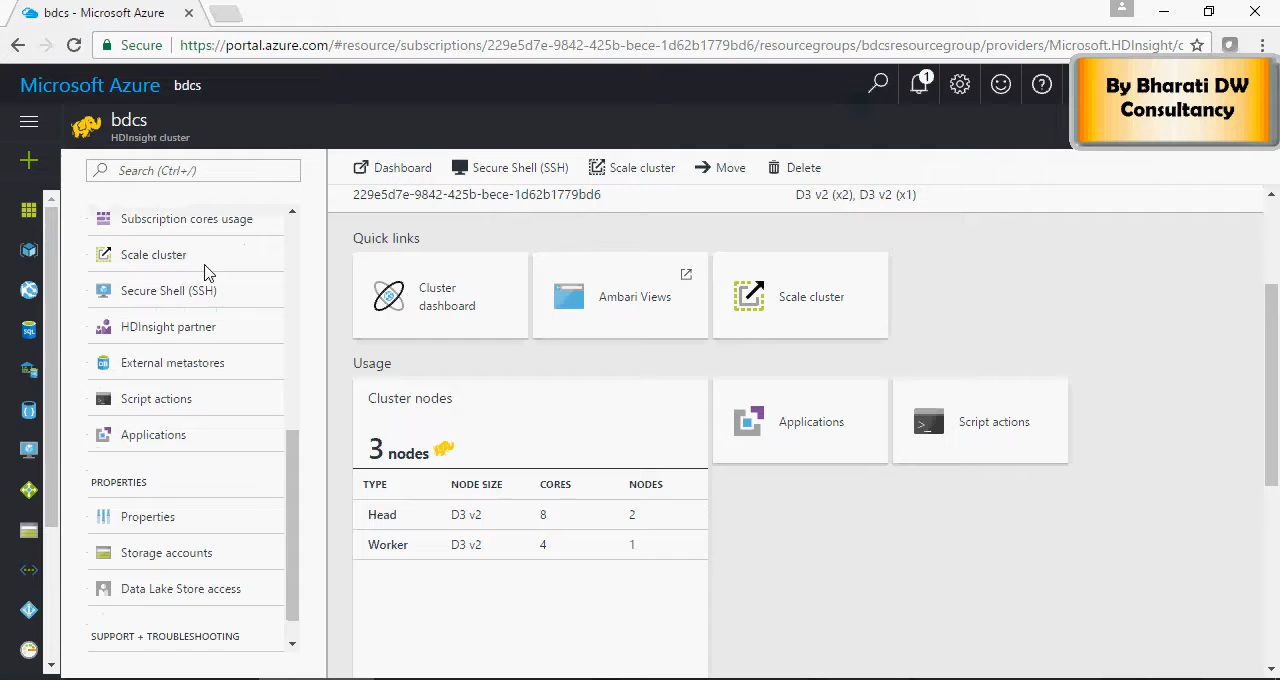 bdcs - Microsoft Azure
Secure
https://portal.azure.com/#resource/subscriptions/229e5d7e-9842-425b-bece-1d62b1779bd6/resourcegroups/bdcsresourcegroup/providers/Microsoft.HDInsight/c
Microsoft Azure bdcs
1
By Bharati DW
Consultancy
bdcs
HDInsight cluster
Search (Ctrl+/)
Subscription cores usage
Scale cluster
Secure Shell (SSH)
HDInsight partner
External metastores
Script actions
Applications
PROPERTIES
Properties
Storage accounts
Data Lake Store access
SUPPORT + TROUBLESHOOTING
Dashboard Secure Shell (SSH) Scale cluster Move Delete
229e5d7e-9842-425b-bece-1d62b1779bd6 D3 v2 (x2), D3 v2 (x1)
Quick links
Cluster
dashboard
Ambari Views
Scale cluster
Usage
Cluster nodes
3 nodes
TYPE NODE SIZE CORES NODES
Head D3 v2 8 2
Worker D3 v2 4 1
Applications
Script actions
SQL
DB